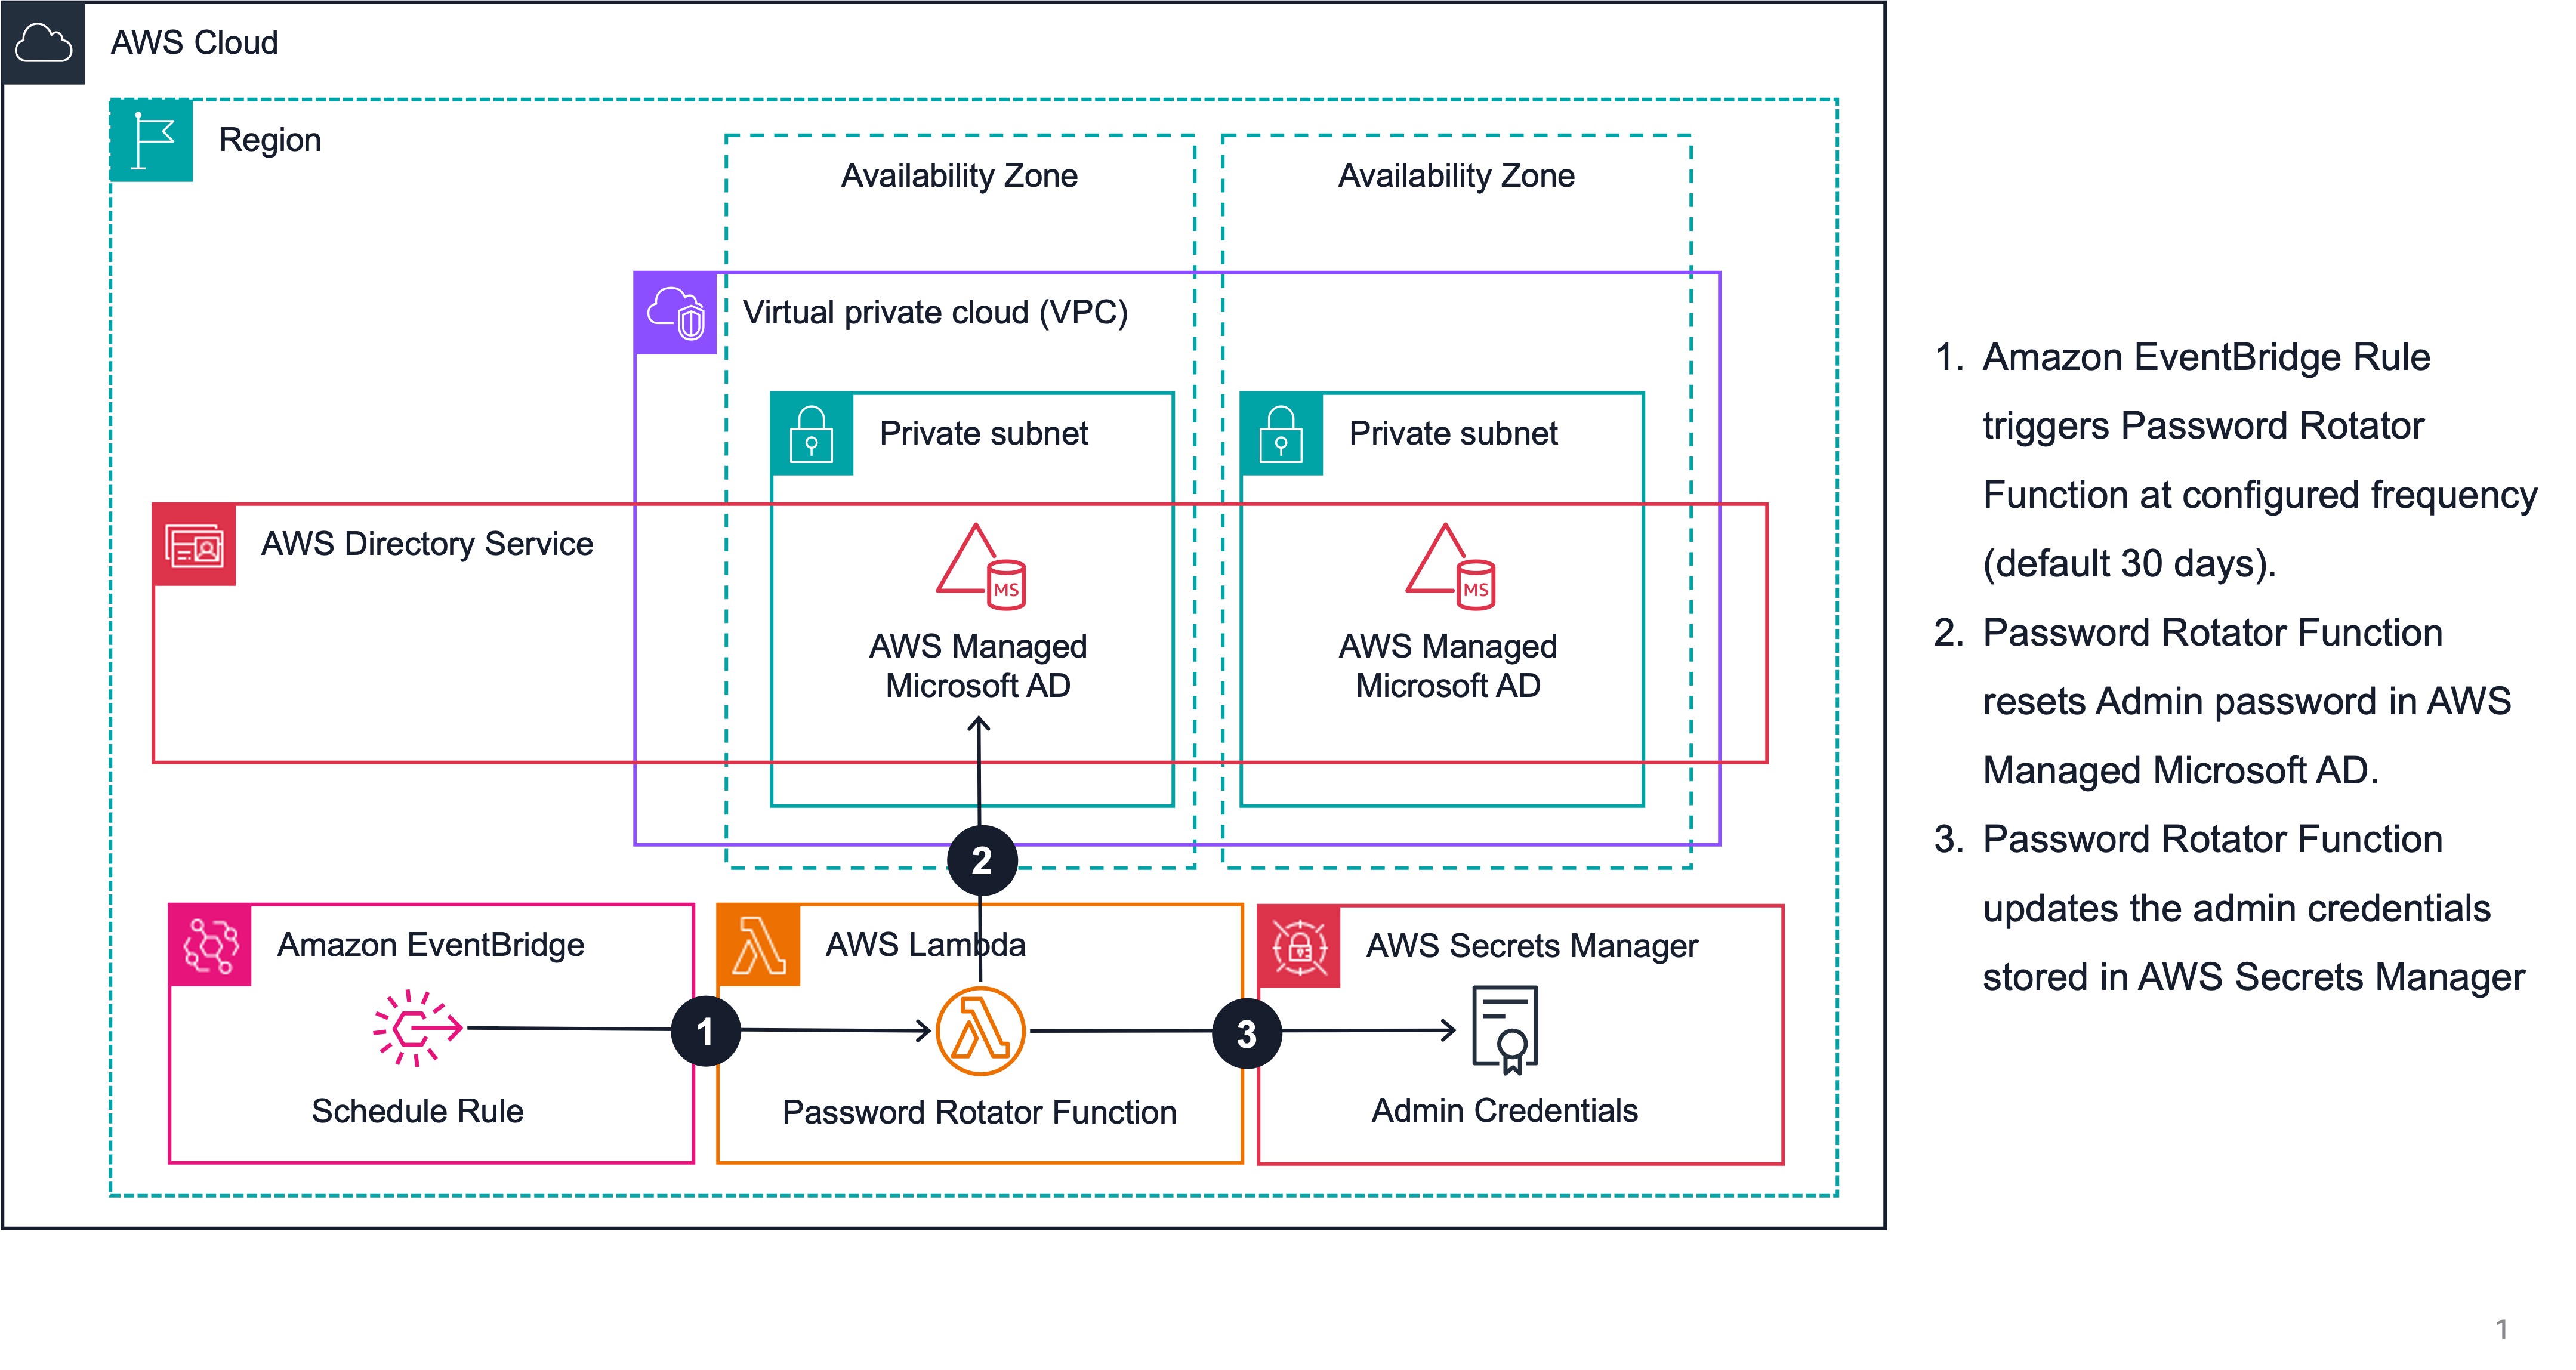 AWS Cloud
Region
Availability Zone
Availability Zone
Virtual private cloud (VPC)
Private subnet
Private subnet
AWS Directory Service
MS
MS
AWS Managed
Microsoft AD
AWS Managed
Microsoft AD
2
Amazon EventBridge
AWS Lambda
AWS Secrets Manager
1
3
Schedule Rule
Password Rotator Function
Admin Credentials
1. Amazon EventBridge Rule
triggers Password Rotator
Function at configured frequency
(default 30 days).
2. Password Rotator Function
resets Admin password in AWS
Managed Microsoft AD.
3. Password Rotator Function
updates the admin credentials
stored in AWS Secrets Manager
1